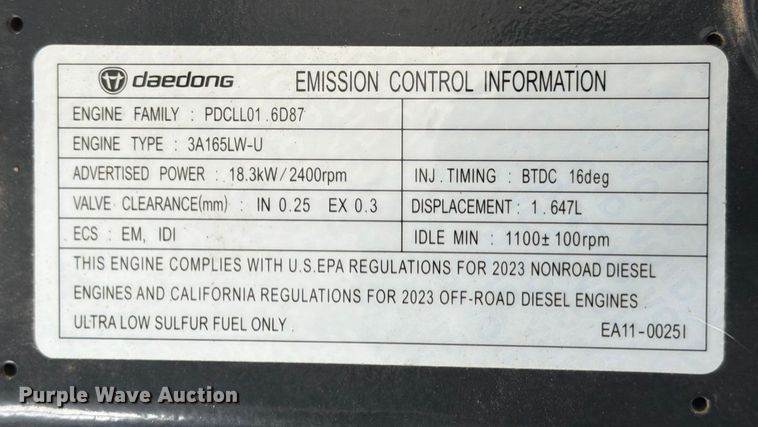 daedong EMISSION CONTROL INFORMATION
ENGINE FAMILY : PDCLL01.6D87
ENGINE TYPE : 3A165LW-U
ADVERTISED POWER : 18.3kW/2400rpm INJ.TIMING : BTDC 16deg
VALVE CLEARANCE(mm) : IN 0.25 EX 0.3 DISPLACEMENT : 1.647L
ECS : EM, IDI IDLE MIN : 1100±100rpm
THIS ENGINE COMPLIES WITH U.S.EPA REGULATIONS FOR 2023 NONROAD DIESEL
ENGINES AND CALIFORNIA REGULATIONS FOR 2023 OFF-ROAD DIESEL ENGINES.
ULTRA LOW SULFUR FUEL ONLY. EA11-0025I
Purple Wave Auction